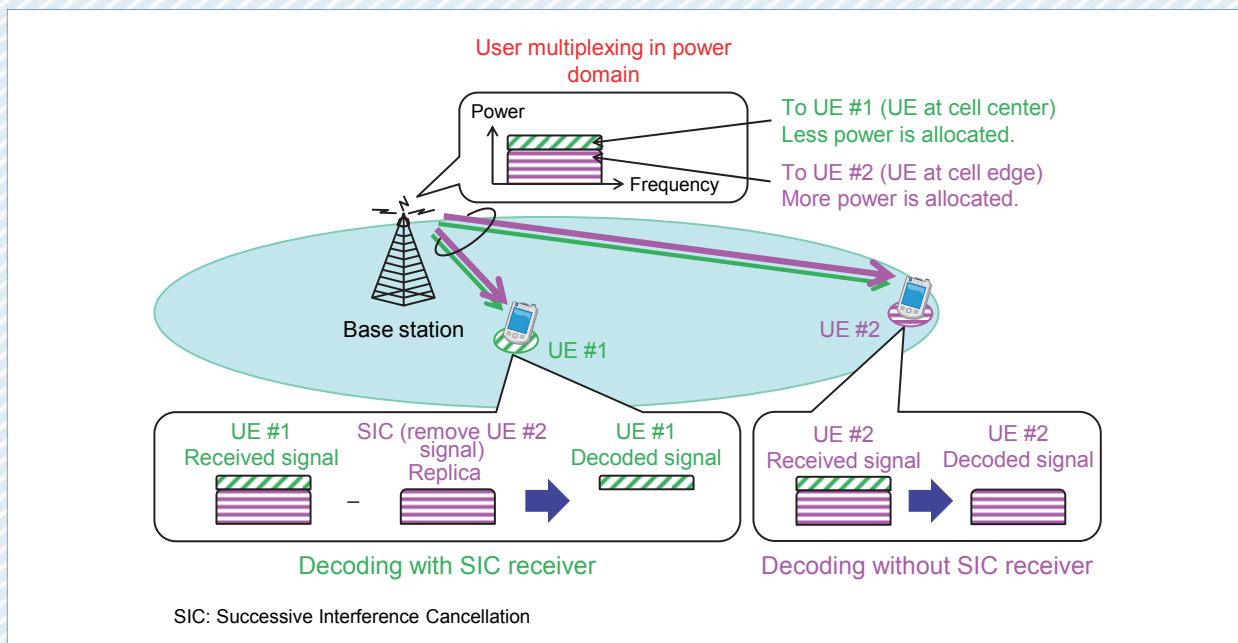 User multiplexing in power
domain
Power
Frequency
To UE #1 (UE at cell center)
Less power is allocated.
To UE #2 (UE at cell edge)
More power is allocated.
Base station
UE #1
UE #2
UE #1
Received signal
SIC (remove UE #2
signal)
Replica
UE #1
Decoded signal
–
UE #2
Received signal
UE #2
Decoded signal
Decoding with SIC receiver
Decoding without SIC receiver
SIC: Successive Interference Cancellation